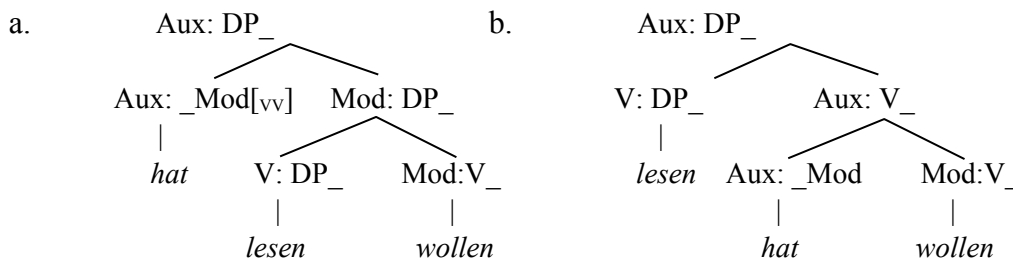 a. Aux: DP_ b. Aux: DP_
Aux: _Mod[VV] Mod: DP_ V: DP_ Aux: V_
hat V: DP_ Mod:V_ lesen Aux: _Mod Mod:V_
lesen wollen hat wollen